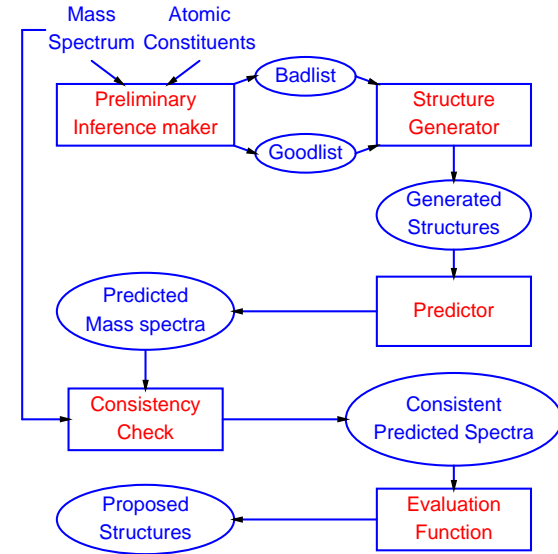 Mass
Spectrum
Atomic
Constituents
Preliminary
Inference maker
Badlist
Goodlist
Structure
Generator
Generated
Structures
Predictor
Predicted
Mass spectra
Consistency
Check
Consistent
Predicted Spectra
Evaluation
Function
Proposed
Structures